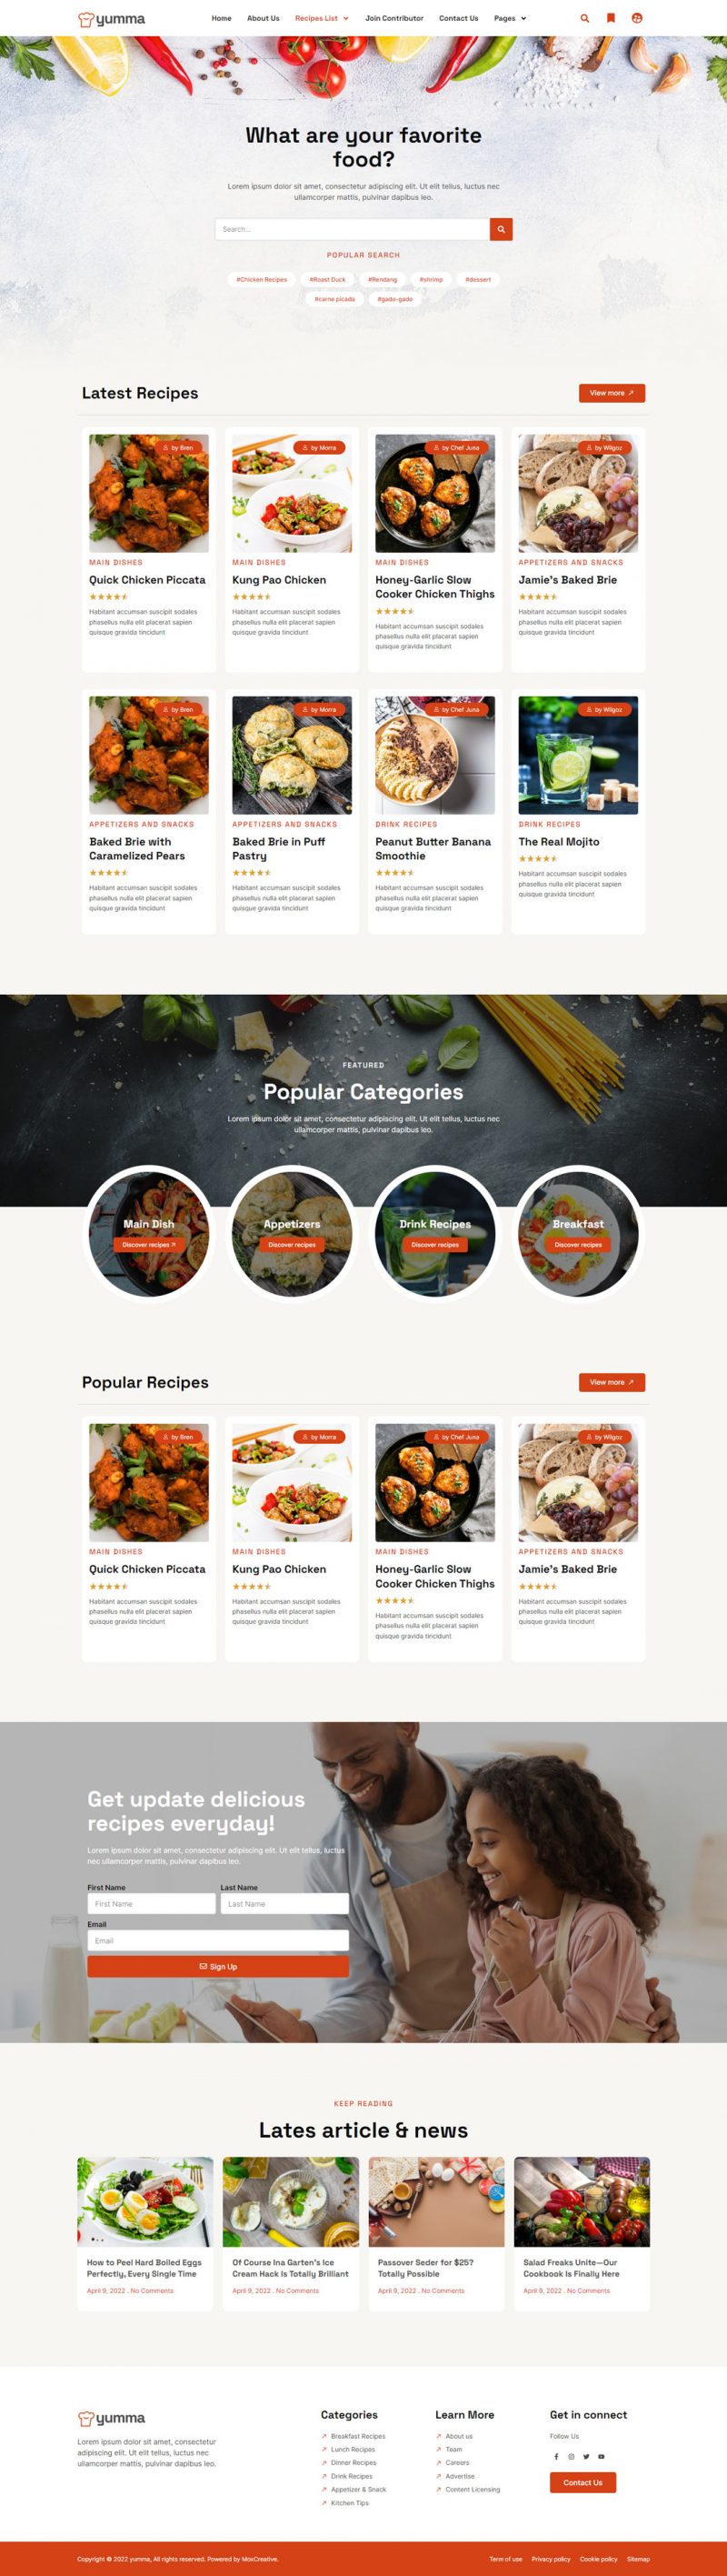 yumma
Home About Us Recipes List Join Contributor Contact Us Pages
What are your favorite
food?
Lorem ipsum dolor sit amet, consectetur adipiscing elit. Ut elit tellus, luctus nec
ullamcorper mattis, pulvinar dapibus leo.
Search...
POPULAR SEARCH
#Chicken Recipes #Roast Duck #Rendang #shrimp #dessert
#carne picada #gado-gado
Latest Recipes
View more
by Bren
MAIN DISHES
Quick Chicken Piccata
Habitant accumsan suscipit sodales
phasellus nulla elit placerat sapien
quisque gravida tincidunt
by Morra
MAIN DISHES
Kung Pao Chicken
Habitant accumsan suscipit sodales
phasellus nulla elit placerat sapien
quisque gravida tincidunt
by Chef Juna
MAIN DISHES
Honey-Garlic Slow
Cooker Chicken Thighs
Habitant accumsan suscipit sodales
phasellus nulla elit placerat sapien
quisque gravida tincidunt
by Wilgoz
APPETIZERS AND SNACKS
Jamie's Baked Brie
Habitant accumsan suscipit sodales
phasellus nulla elit placerat sapien
quisque gravida tincidunt
by Bren
APPETIZERS AND SNACKS
Baked Brie with
Caramelized Pears
Habitant accumsan suscipit sodales
phasellus nulla elit placerat sapien
quisque gravida tincidunt
by Morra
APPETIZERS AND SNACKS
Baked Brie in Puff
Pastry
Habitant accumsan suscipit sodales
phasellus nulla elit placerat sapien
quisque gravida tincidunt
by Chef Juna
DRINK RECIPES
Peanut Butter Banana
Smoothie
Habitant accumsan suscipit sodales
phasellus nulla elit placerat sapien
quisque gravida tincidunt
by Wilgoz
DRINK RECIPES
The Real Mojito
Habitant accumsan suscipit sodales
phasellus nulla elit placerat sapien
quisque gravida tincidunt
FEATURED
Popular Categories
Lorem ipsum dolor sit amet, consectetur adipiscing elit. Ut elit tellus, luctus nec
ullamcorper mattis, pulvinar dapibus leo.
Main Dish
Discover recipes
Appetizers
Discover recipes
Drink Recipes
Discover recipes
Breakfast
Discover recipes
Popular Recipes
View more
by Bren
MAIN DISHES
Quick Chicken Piccata
Habitant accumsan suscipit sodales
phasellus nulla elit placerat sapien
quisque gravida tincidunt
by Morra
MAIN DISHES
Kung Pao Chicken
Habitant accumsan suscipit sodales
phasellus nulla elit placerat sapien
quisque gravida tincidunt
by Chef Juna
MAIN DISHES
Honey-Garlic Slow
Cooker Chicken Thighs
Habitant accumsan suscipit sodales
phasellus nulla elit placerat sapien
quisque gravida tincidunt
by Wilgoz
APPETIZERS AND SNACKS
Jamie's Baked Brie
Habitant accumsan suscipit sodales
phasellus nulla elit placerat sapien
quisque gravida tincidunt
Get update delicious
recipes everyday!
Lorem ipsum dolor sit amet, consectetur adipiscing elit. Ut elit tellus, luctus
nec ullamcorper mattis, pulvinar dapibus leo.
First Name Last Name
First Name Last Name
Email
Email
Sign Up
KEEP READING
Lates article & news
How to Peel Hard Boiled Eggs
Perfectly, Every Single Time
April 9, 2022 . No Comments
Of Course Ina Garten's Ice
Cream Hack Is Totally Brilliant
April 9, 2022 . No Comments
Passover Seder for $25?
Totally Possible
April 9, 2022 . No Comments
Salad Freaks Unite—Our
Cookbook Is Finally Here
April 9, 2022 . No Comments
yumma
Lorem ipsum dolor sit amet, consectetur
adipiscing elit. Ut elit tellus, luctus nec
ullamcorper mattis, pulvinar dapibus leo.
Categories
Breakfast Recipes
Lunch Recipes
Dinner Recipes
Drink Recipes
Appetizer & Snack
Kitchen Tips
Learn More
About us
Team
Careers
Advertise
Content Licensing
Get in connect
Follow Us
Contact Us
Copyright © 2022 yumma, All rights reserved. Powered by MoxCreative.
Term of use Privacy policy Cookie policy Sitemap